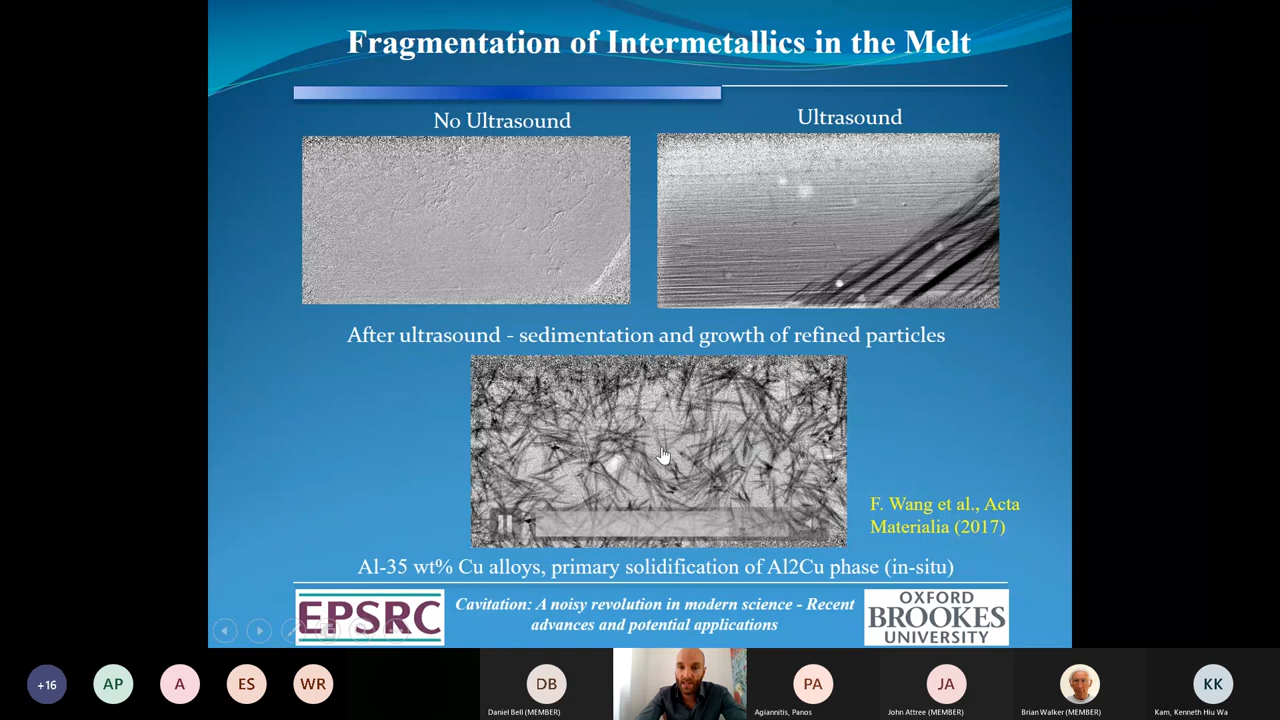 Fragmentation of Intermetallics in the Melt
No Ultrasound
Ultrasound
After ultrasound - sedimentation and growth of refined particles
F. Wang et al., Acta
Materialia (2017)
Al-35 wt% Cu alloys, primary solidification of Al2Cu phase (in-situ)
EPSRC
Cavitation: A noisy revolution in modern science - Recent
advances and potential applications
OXFORD
BROOKES
UNIVERSITY
+16
AP
A
ES
WR
DB
Daniel Bell (MEMBER)
PA
Agiannitis, Panos
JA
John Attree (MEMBER)
Brian Walker (MEMBER)
KK
Kam, Kenneth Hiu Wa